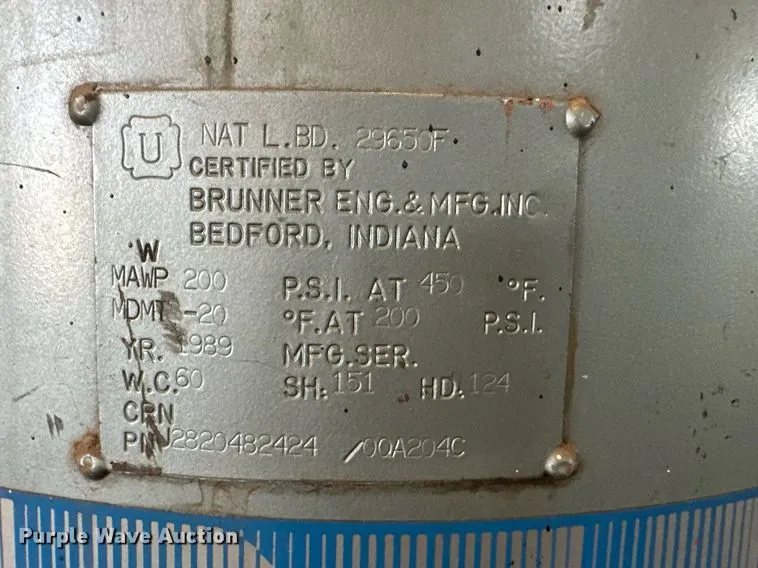 U NAT L.BD. 29650F
CERTIFIED BY
BRUNNER ENG.& MFG.INC.
BEDFORD, INDIANA
W
MAWP 200 P.S.I. AT 450 °F.
MDMT -20 °F.AT 200 P.S.I.
YR. 1989 MFG.SER.
W.C. 60 SH: 151 HD: 124
CRN
PN 2820482424 /00A204C
Purple Wave Auction